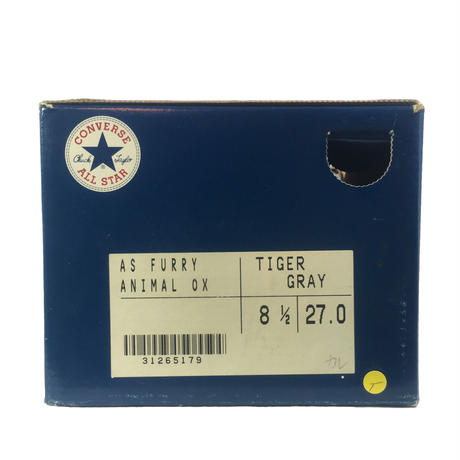 CONVERSE
Chuck Taylor
®
ALL STAR
AS FURRY
ANIMAL OX
TIGER
GRAY
8 ½ 27.0
31265179